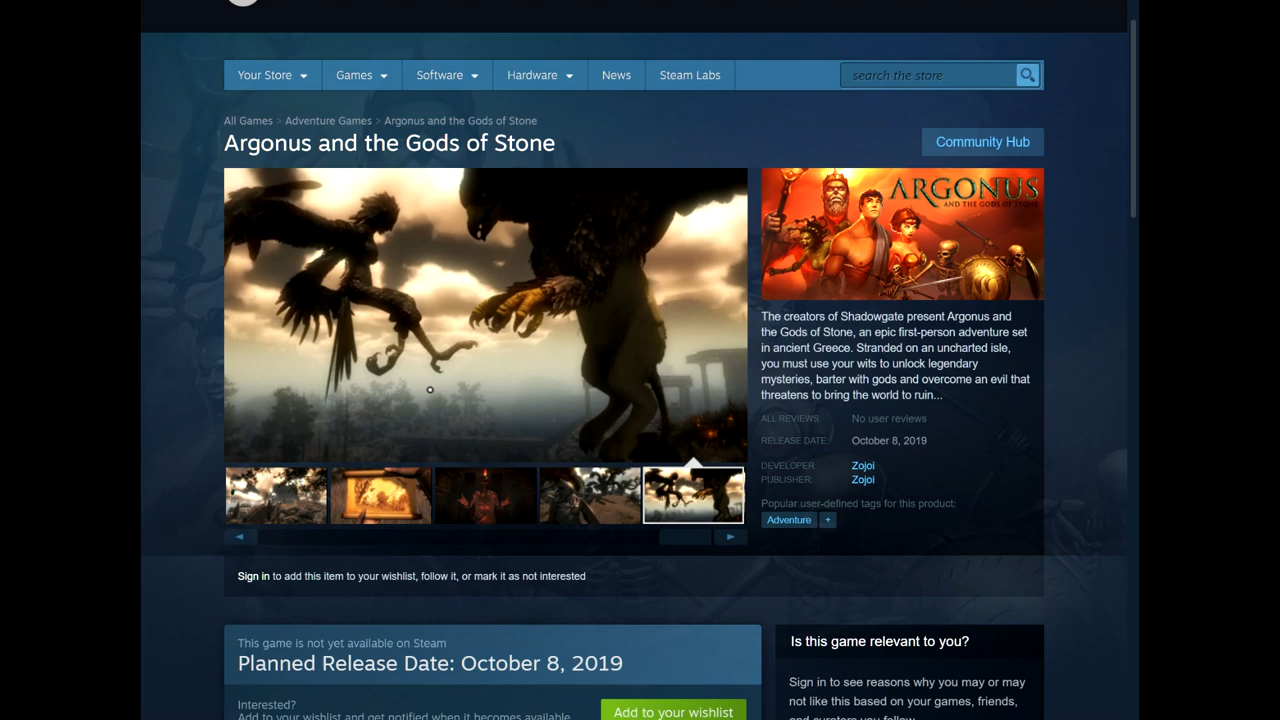 Your Store
Games
Software
Hardware
News
Steam Labs
search the store
All Games > Adventure Games > Argonus and the Gods of Stone
Argonus and the Gods of Stone
Community Hub
ARGONUS
AND THE GODS OF STONE
The creators of Shadowgate present Argonus and
the Gods of Stone, an epic first-person adventure set
in ancient Greece. Stranded on an uncharted isle,
you must use your wits to unlock legendary
mysteries, barter with gods and overcome an evil that
threatens to bring the world to ruin...
ALL REVIEWS: No user reviews
RELEASE DATE: October 8, 2019
DEVELOPER: Zojoi
PUBLISHER: Zojoi
Popular user-defined tags for this product:
Adventure +
Sign in to add this item to your wishlist, follow it, or mark it as not interested
This game is not yet available on Steam
Planned Release Date: October 8, 2019
Interested?
Add to your wishlist and get notified when it becomes available.
Add to your wishlist
Is this game relevant to you?
Sign in to see reasons why you may or may
not like this based on your games, friends,
and curators you follow.